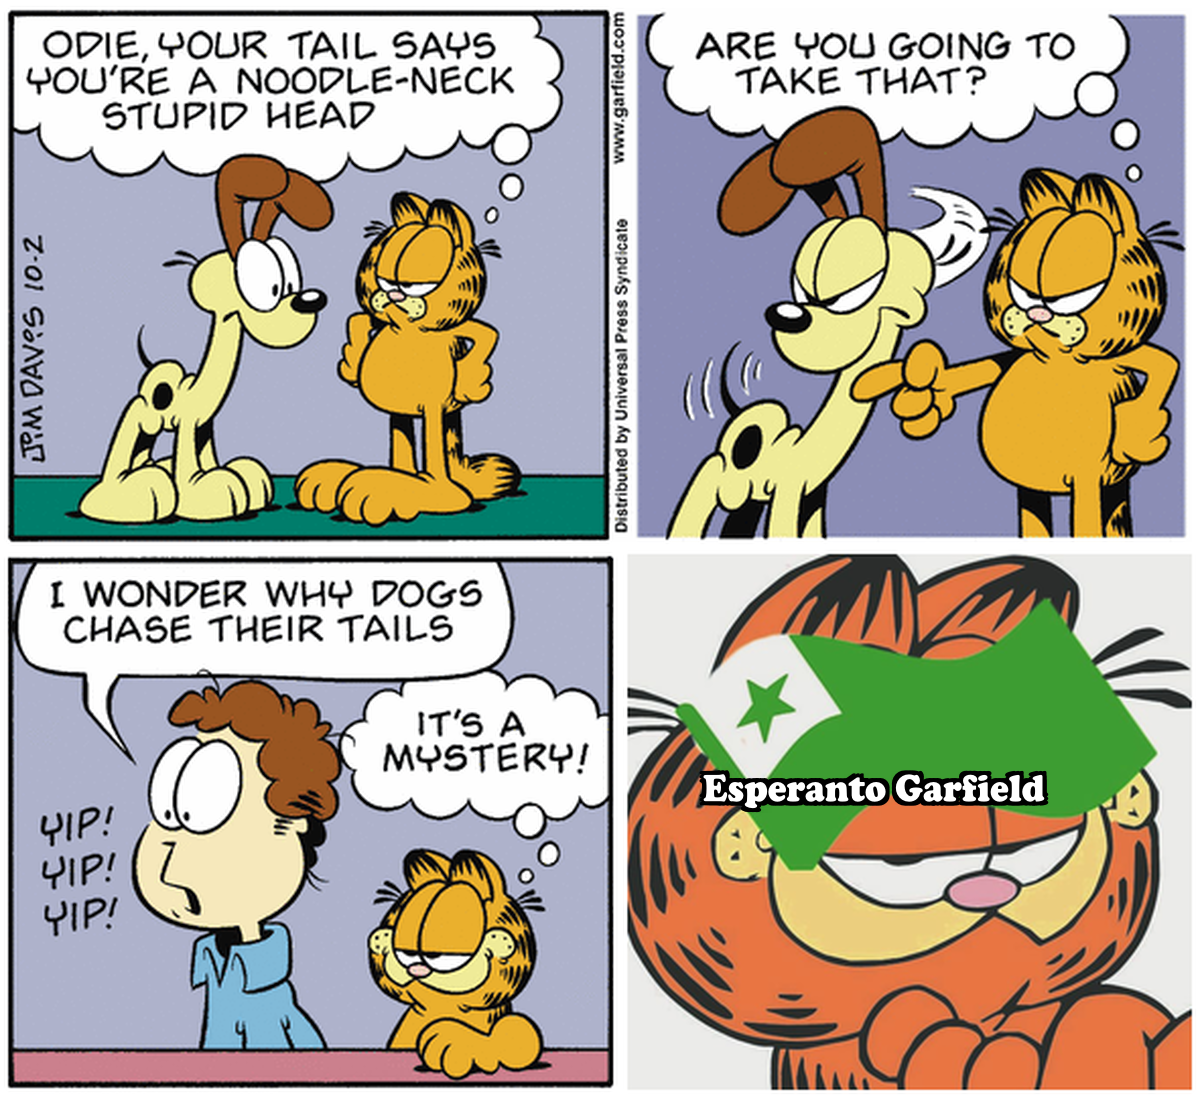 ODIE, YOUR TAIL SAYS
YOU'RE A NOODLE-NECK
STUPID HEAD
JIM DAVIS 10-2
www.garfield.com
Distributed by Universal Press Syndicate
ARE YOU GOING TO
TAKE THAT?
I WONDER WHY DOGS
CHASE THEIR TAILS
IT'S A
MYSTERY!
YIP!
YIP!
YIP!
Esperanto Garfield